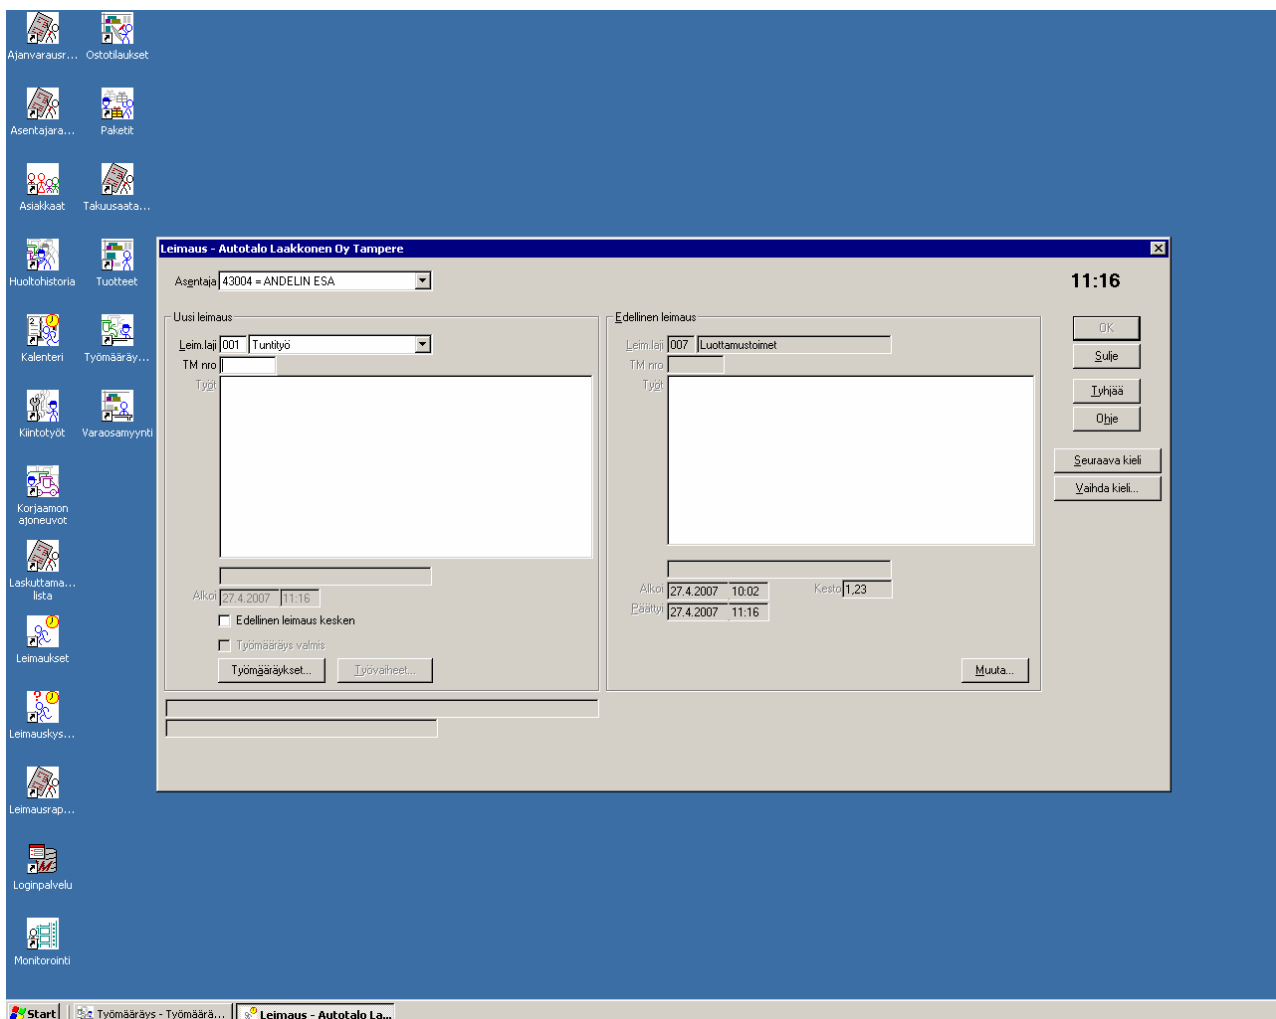 Ajanvarausr...
Ostotilaukset
Asentajara...
Paketit
Asiakkaat
Takuusaata...
Huoltohistoria
Tuotteet
Kalenteri
Työmääräy...
Kiintotyöt
Varaosamyynti
Korjaamon
ajoneuvot
Laskuttama...
lista
Leimaukset
Leimauskys...
Leimausrap...
Loginpalvelu
Monitorointi
Leimaus - Autotalo Laakkonen Oy Tampere
Asentaja 43004 = ANDELIN ESA
11:16
Uusi leimaus
Leim.laji 001 Tuntityö
TM nro
Työt
Alkoi 27.4.2007 11:16
Edellinen leimaus kesken
Työmääräys valmis
Työmääräykset...
Työvaiheet...
Edellinen leimaus
Leim.laji 007 Luottamustoimet
TM nro
Työt
Alkoi 27.4.2007 10:02 Kesto 1,23
Päättyi 27.4.2007 11:16
Muuta...
OK
Sulje
Tyhjää
Ohje
Seuraava kieli
Vaihda kieli...
Start
Työmääräys - Työmäärä...
Leimaus - Autotalo La...